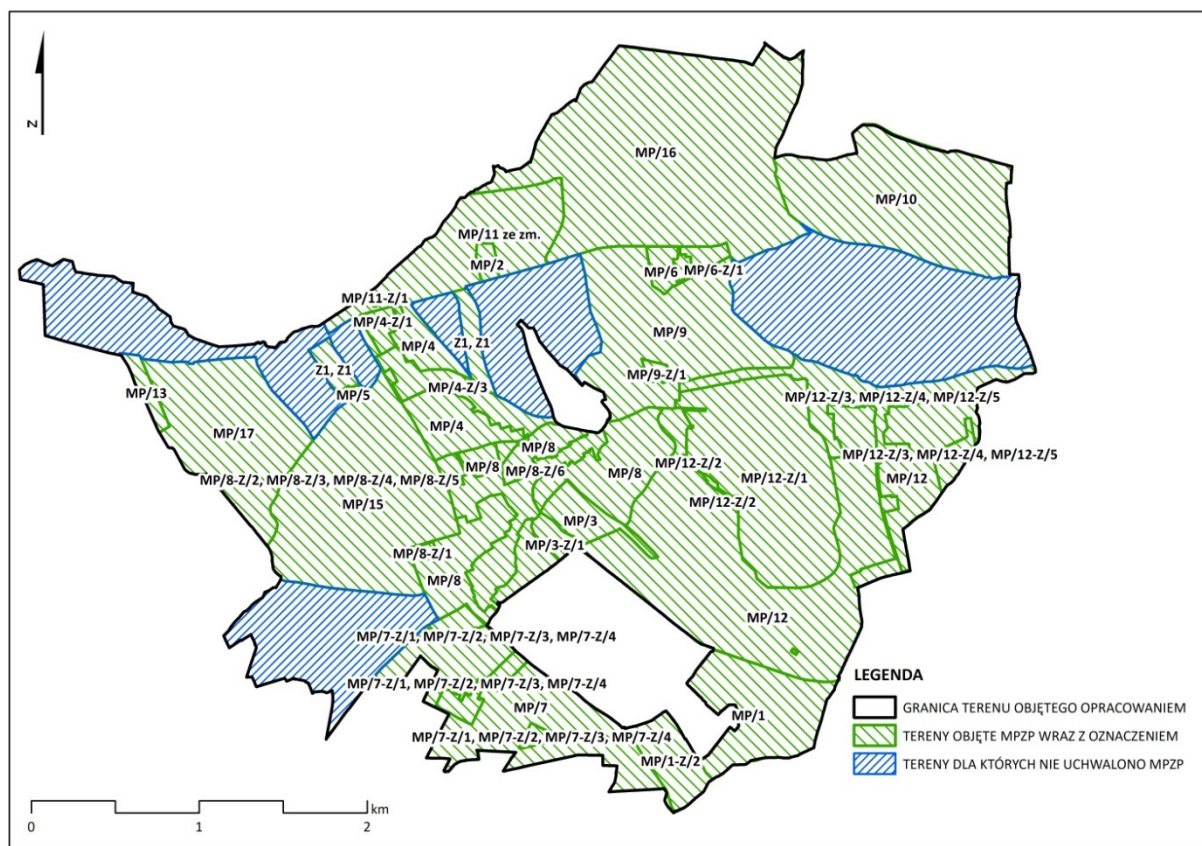 Z
MP/16
MP/10
MP/11 ze zm.
MP/2
MP/6
MP/6-Z/1
MP/11-Z/1
MP/4-Z/1
MP/9
MP/4
Z1, Z1
Z1, Z1
MP/9-Z/1
MP/5
MP/4-Z/3
MP/13
MP/12-Z/3, MP/12-Z/4, MP/12-Z/5
MP/4
MP/17
MP/8
MP/12-Z/3, MP/12-Z/4, MP/12-Z/5
MP/8
MP/8-Z/6
MP/8
MP/12-Z/2
MP/12-Z/1
MP/12
MP/8-Z/2, MP/8-Z/3, MP/8-Z/4, MP/8-Z/5
MP/15
MP/12-Z/2
MP/3
MP/3-Z/1
MP/8-Z/1
MP/8
MP/12
MP/7-Z/1, MP/7-Z/2, MP/7-Z/3, MP/7-Z/4
MP/7-Z/1, MP/7-Z/2, MP/7-Z/3, MP/7-Z/4
MP/7
MP/1
MP/7-Z/1, MP/7-Z/2, MP/7-Z/3, MP/7-Z/4
MP/1-Z/2
LEGENDA
GRANICA TERENU OBJĘTEGO OPRACOWANIEM
TERENY OBJĘTE MPZP WRAZ Z OZNACZENIEM
TERENY DLA KTÓRYCH NIE UCHWALONO MPZP
km
0 1 2